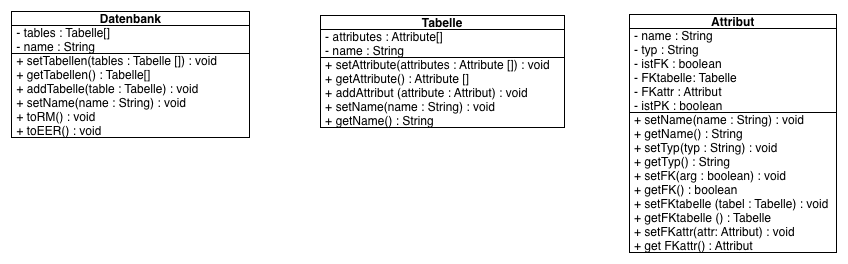 Datenbank
- tables : Tabelle[]
- name : String
+ setTabellen(tables : Tabelle []) : void
+ getTabellen() : Tabelle[]
+ addTabelle(table : Tabelle) : void
+ setName(name : String) : void
+ toRM() : void
+ toEER() : void
Tabelle
- attributes : Attribute[]
- name : String
+ setAttribute(attributes : Attribute []) : void
+ getAttribute() : Attribute []
+ addAttribut (attribute : Attribut) : void
+ setName(name : String) : void
+ getName() : String
Attribut
- name : String
- typ : String
- istFK : boolean
- FKtabelle: Tabelle
- FKattr : Attribut
- istPK : boolean
+ setName(name : String) : void
+ getName() : String
+ setTyp(typ : String) : void
+ getTyp() : String
+ setFK(arg : boolean) : void
+ getFK() : boolean
+ setFKtabelle (tabel : Tabelle) : void
+ getFKtabelle () : Tabelle
+ setFKattr(attr: Attribut) : void
+ get FKattr() : Attribut